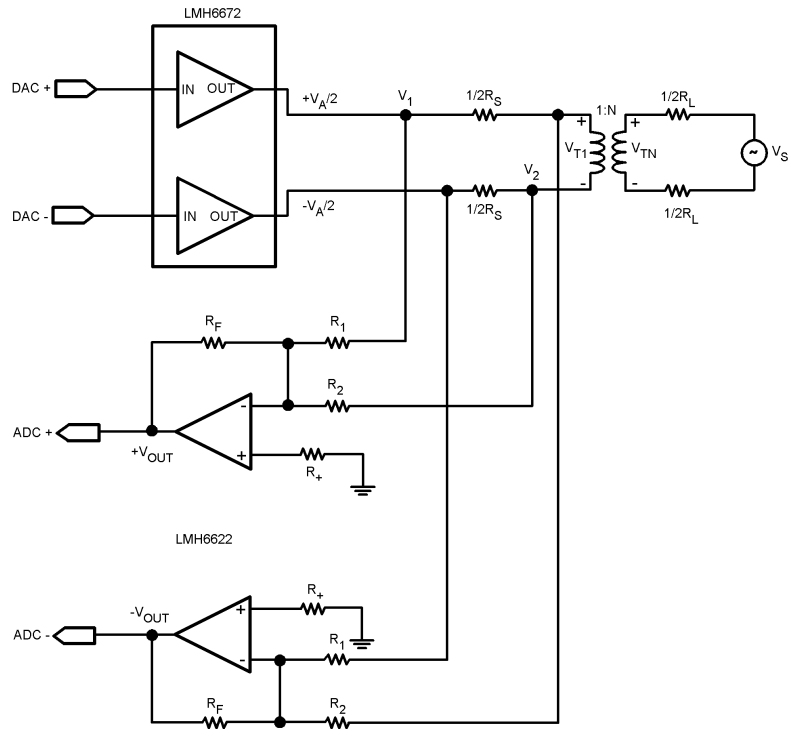 LMH6672
DAC +
IN OUT
+V_A/2
V_1
1/2R_S
1:N
1/2R_L
+
+
V_T1
V_TN
~
V_S
V_2
-
-
DAC -
IN OUT
-V_A/2
1/2R_S
1/2R_L
R_F
R_1
R_2
-
ADC +
+V_OUT
+
R_+
LMH6622
R_+
-V_OUT
+
ADC -
R_1
-
R_F
R_2